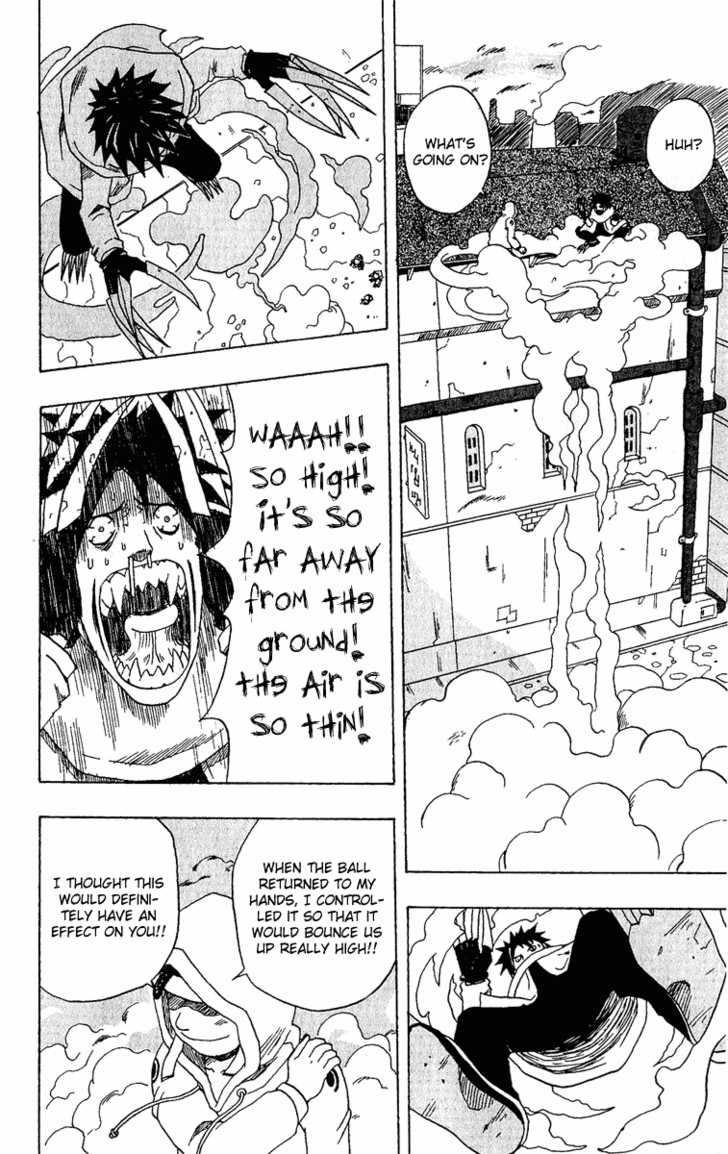 HUH?
WHAT'S
GOING ON?
WAAAH!!
SO HIGH!
IT'S SO
FAR AWAY
FROM THE
GROUND!
THE AIR IS
SO THIN!
WHEN THE BALL
RETURNED TO MY
HANDS, I CONTROL-
LED IT SO THAT IT
WOULD BOUNCE US
UP REALLY HIGH!!
I THOUGHT THIS
WOULD DEFINI-
TELY HAVE AN
EFFECT ON YOU!!